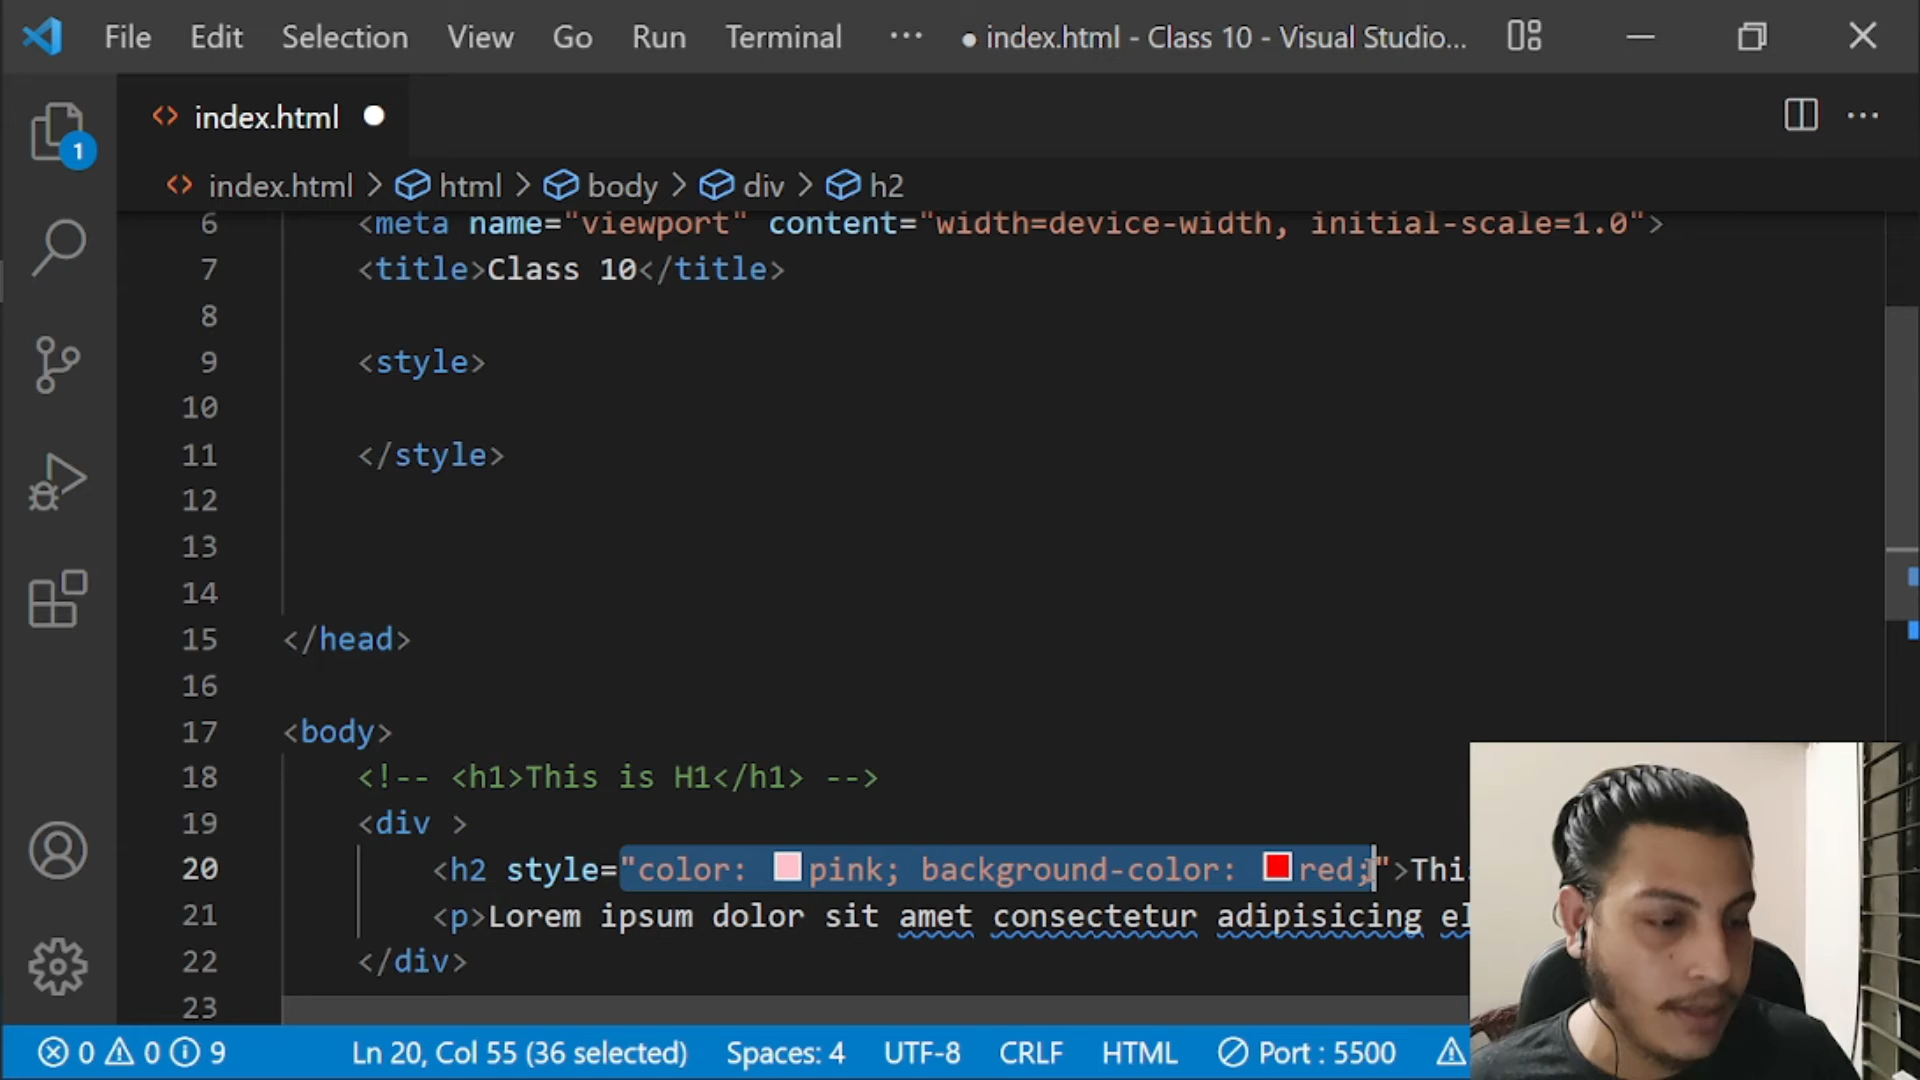 File Edit Selection View Go Run Terminal ··· ● index.html - Class 10 - Visual Studio...
index.html
1
index.html > html > body > div > h2
6 <meta name="viewport" content="width=device-width, initial-scale=1.0">
7 <title>Class 10</title>
8
9 <style>
10
11 </style>
12
13
14
15 </head>
16
17 <body>
18 <!-- <h1>This is H1</h1> -->
19 <div >
20 <h2 style="color: pink; background-color: red;">This
21 <p>Lorem ipsum dolor sit amet consectetur adipisicing el
22 </div>
23
0 0 9 Ln 20, Col 55 (36 selected) Spaces: 4 UTF-8 CRLF HTML Port : 5500